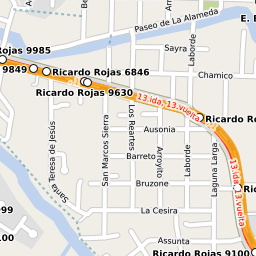 Paseo de La Alameda
E. E
Rojas 9985
Sayra
Laborde
9849
Ricardo Rojas 6846
Chamico
Ricardo Rojas 9630
13.ida,13.vuelta
Ricardo Ro
Los Reartes
San Marcos Sierra
Ausonia
Arroyito
Santa Teresa de Jesús
Barreto
Laborde
Laguna Larga
13.ida,13.vuelta
Bruzone
Ricardo
La Cesira
99
100
Assunta
Ricardo Rojas 9100